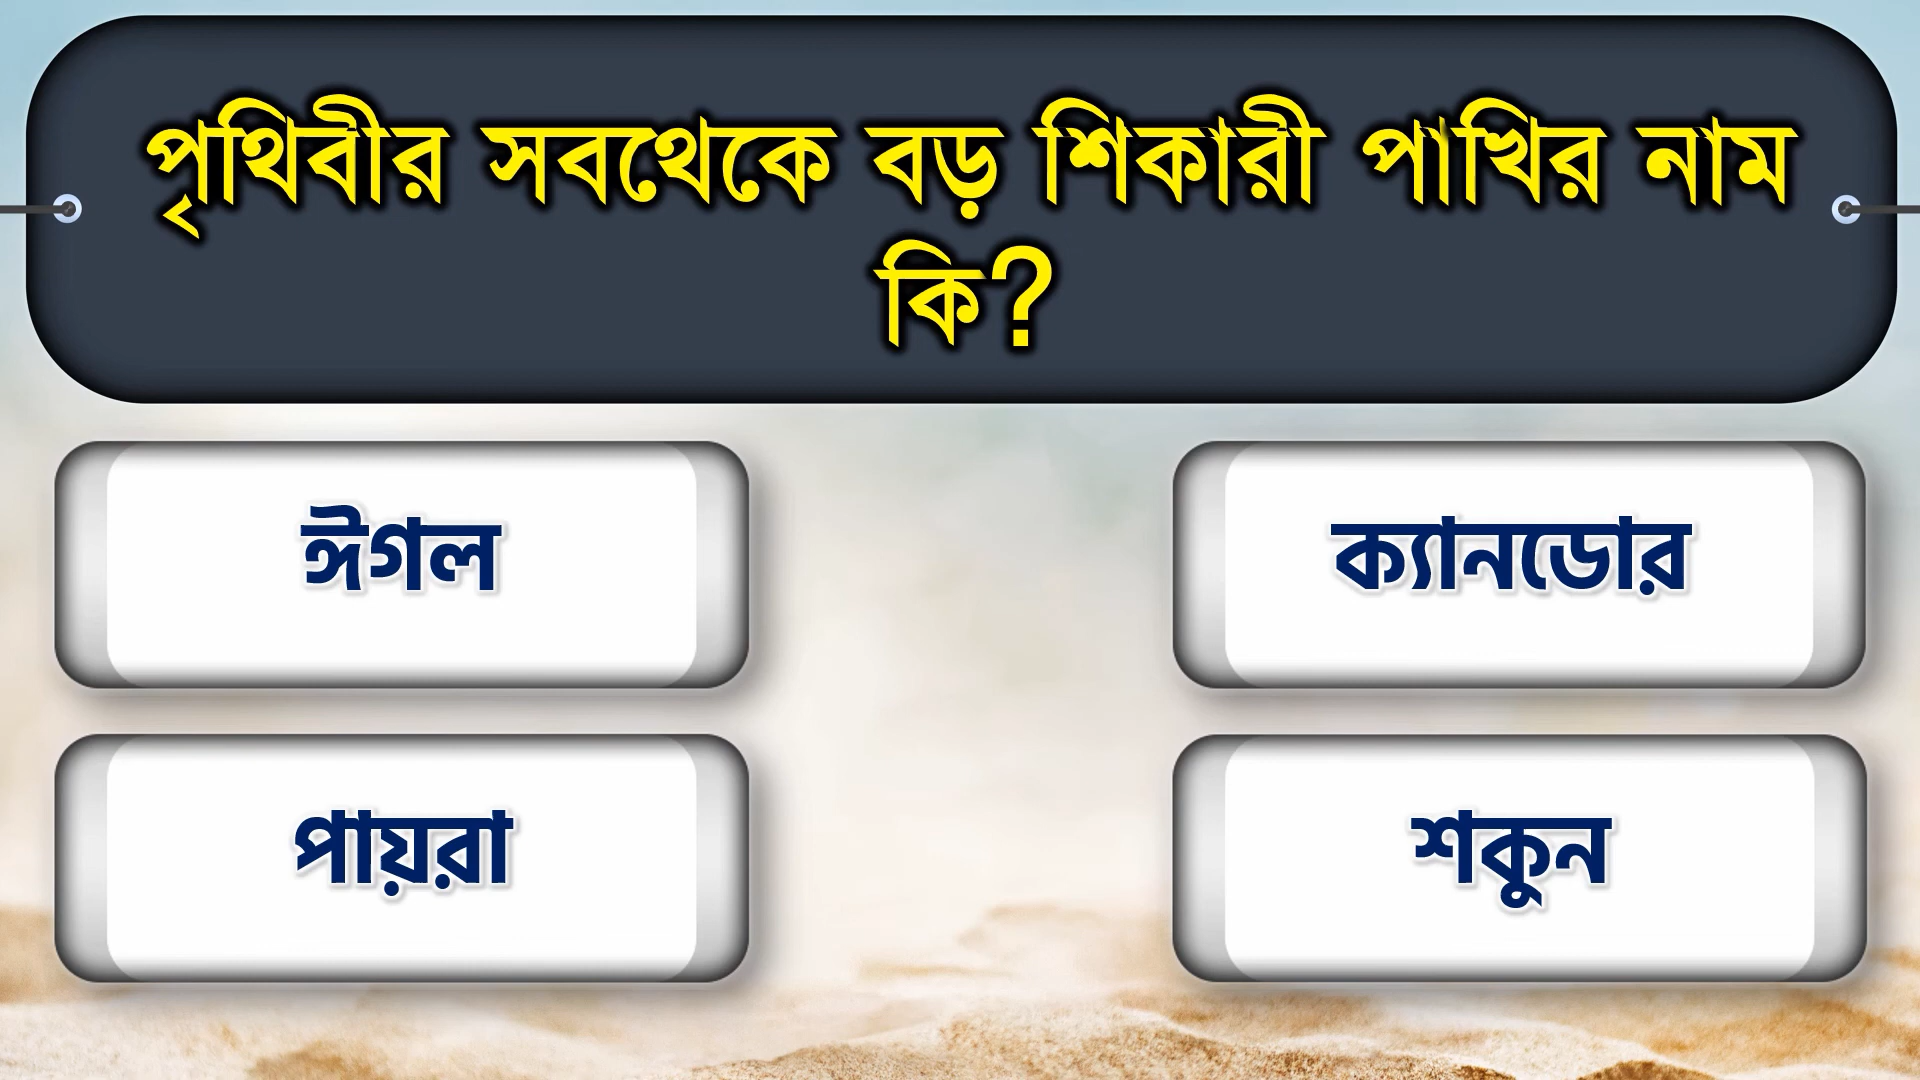 পৃথিবীর সবথেকে বড় শিকারী পাখির নাম
কি?
ঈগল
ক্যানডোর
পায়রা
শকুন